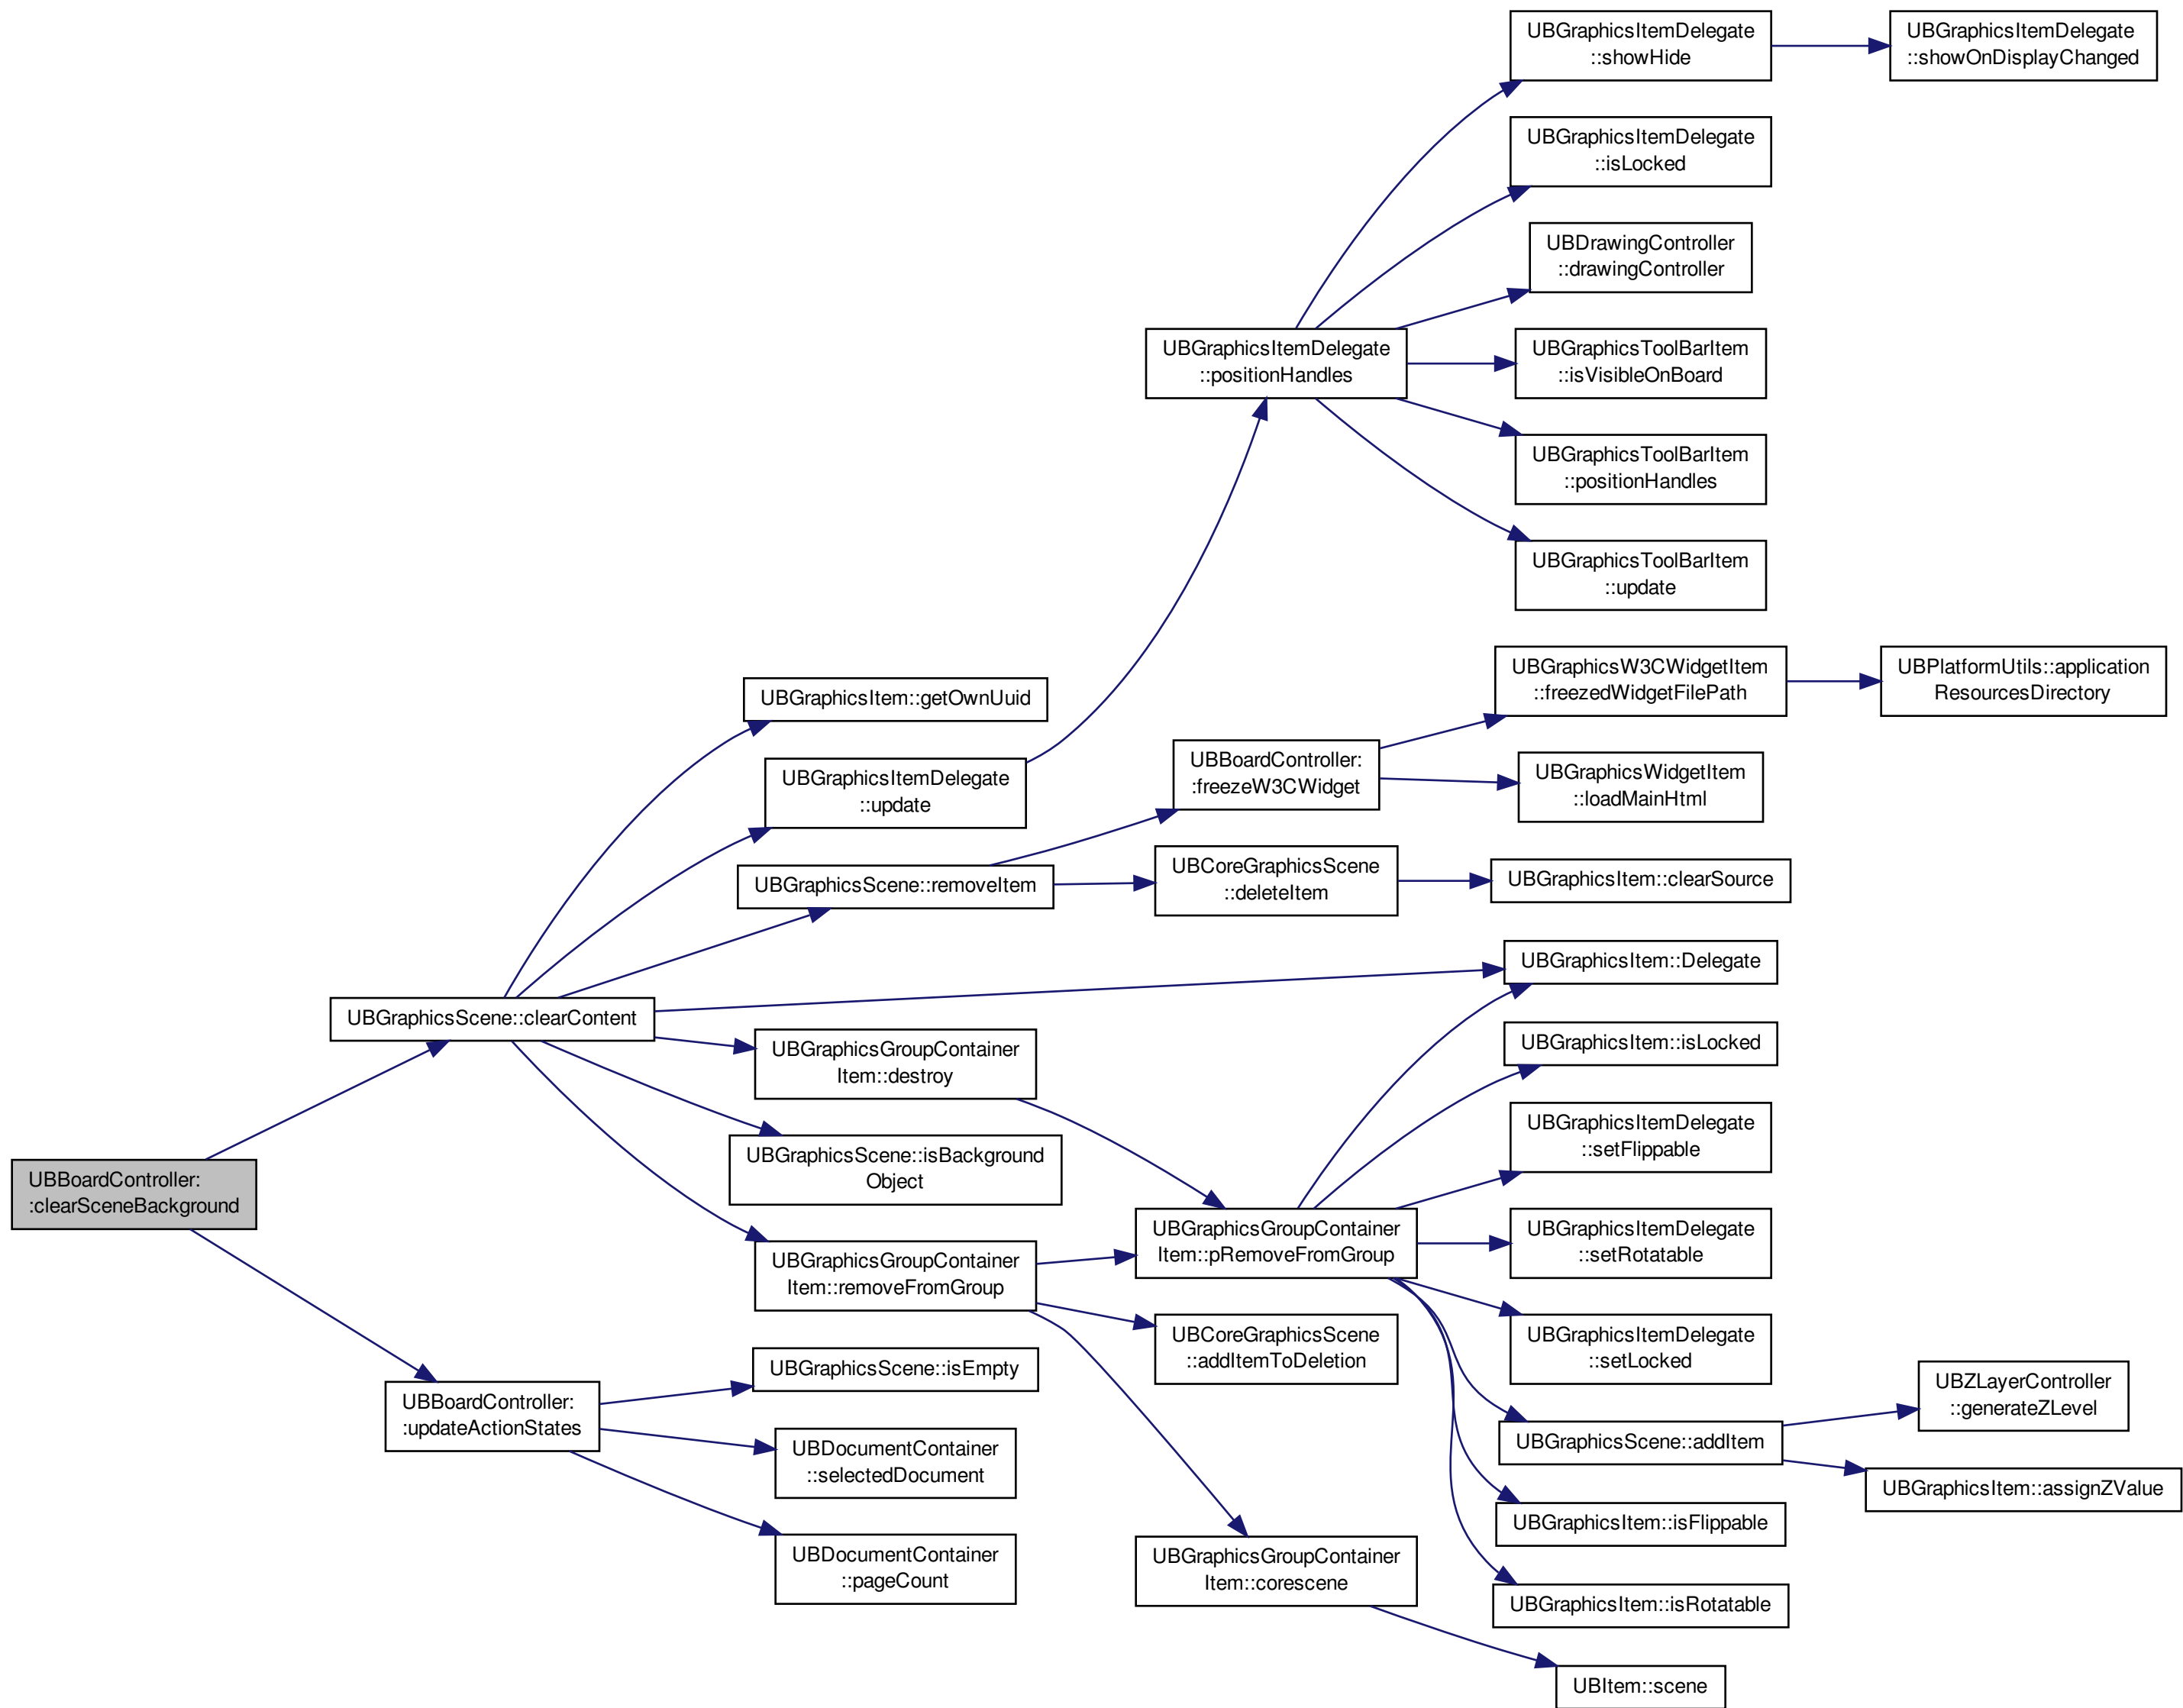 UBGraphicsItemDelegate
::showHide
UBGraphicsItemDelegate
::showOnDisplayChanged
UBGraphicsItemDelegate
::isLocked
UBDrawingController
::drawingController
UBGraphicsItemDelegate
::positionHandles
UBGraphicsToolBarItem
::isVisibleOnBoard
UBGraphicsToolBarItem
::positionHandles
UBGraphicsToolBarItem
::update
UBGraphicsItem::getOwnUuid
UBGraphicsW3CWidgetItem
::freezedWidgetFilePath
UBPlatformUtils::application
ResourcesDirectory
UBGraphicsItemDelegate
::update
UBBoardController:
:freezeW3CWidget
UBGraphicsWidgetItem
::loadMainHtml
UBGraphicsScene::removeItem
UBCoreGraphicsScene
::deleteItem
UBGraphicsItem::clearSource
UBGraphicsScene::clearContent
UBGraphicsItem::Delegate
UBGraphicsGroupContainer
Item::destroy
UBGraphicsItem::isLocked
UBGraphicsScene::isBackground
Object
UBGraphicsItemDelegate
::setFlippable
UBBoardController:
:clearSceneBackground
UBGraphicsGroupContainer
Item::removeFromGroup
UBGraphicsGroupContainer
Item::pRemoveFromGroup
UBGraphicsItemDelegate
::setRotatable
UBCoreGraphicsScene
::addItemToDeletion
UBGraphicsItemDelegate
::setLocked
UBBoardController:
:updateActionStates
UBGraphicsScene::isEmpty
UBZLayerController
::generateZLevel
UBDocumentContainer
::selectedDocument
UBGraphicsScene::addItem
UBGraphicsItem::assignZValue
UBDocumentContainer
::pageCount
UBGraphicsGroupContainer
Item::corescene
UBGraphicsItem::isFlippable
UBGraphicsItem::isRotatable
UBItem::scene